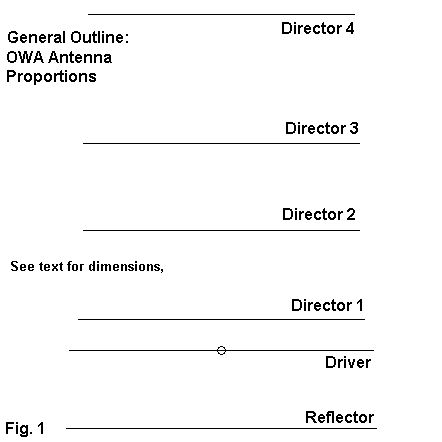 Director 4
General Outline:
OWA Antenna
Proportions
Director 3
Director 2
See text for dimensions,
Director 1
Driver
Reflector
Fig. 1